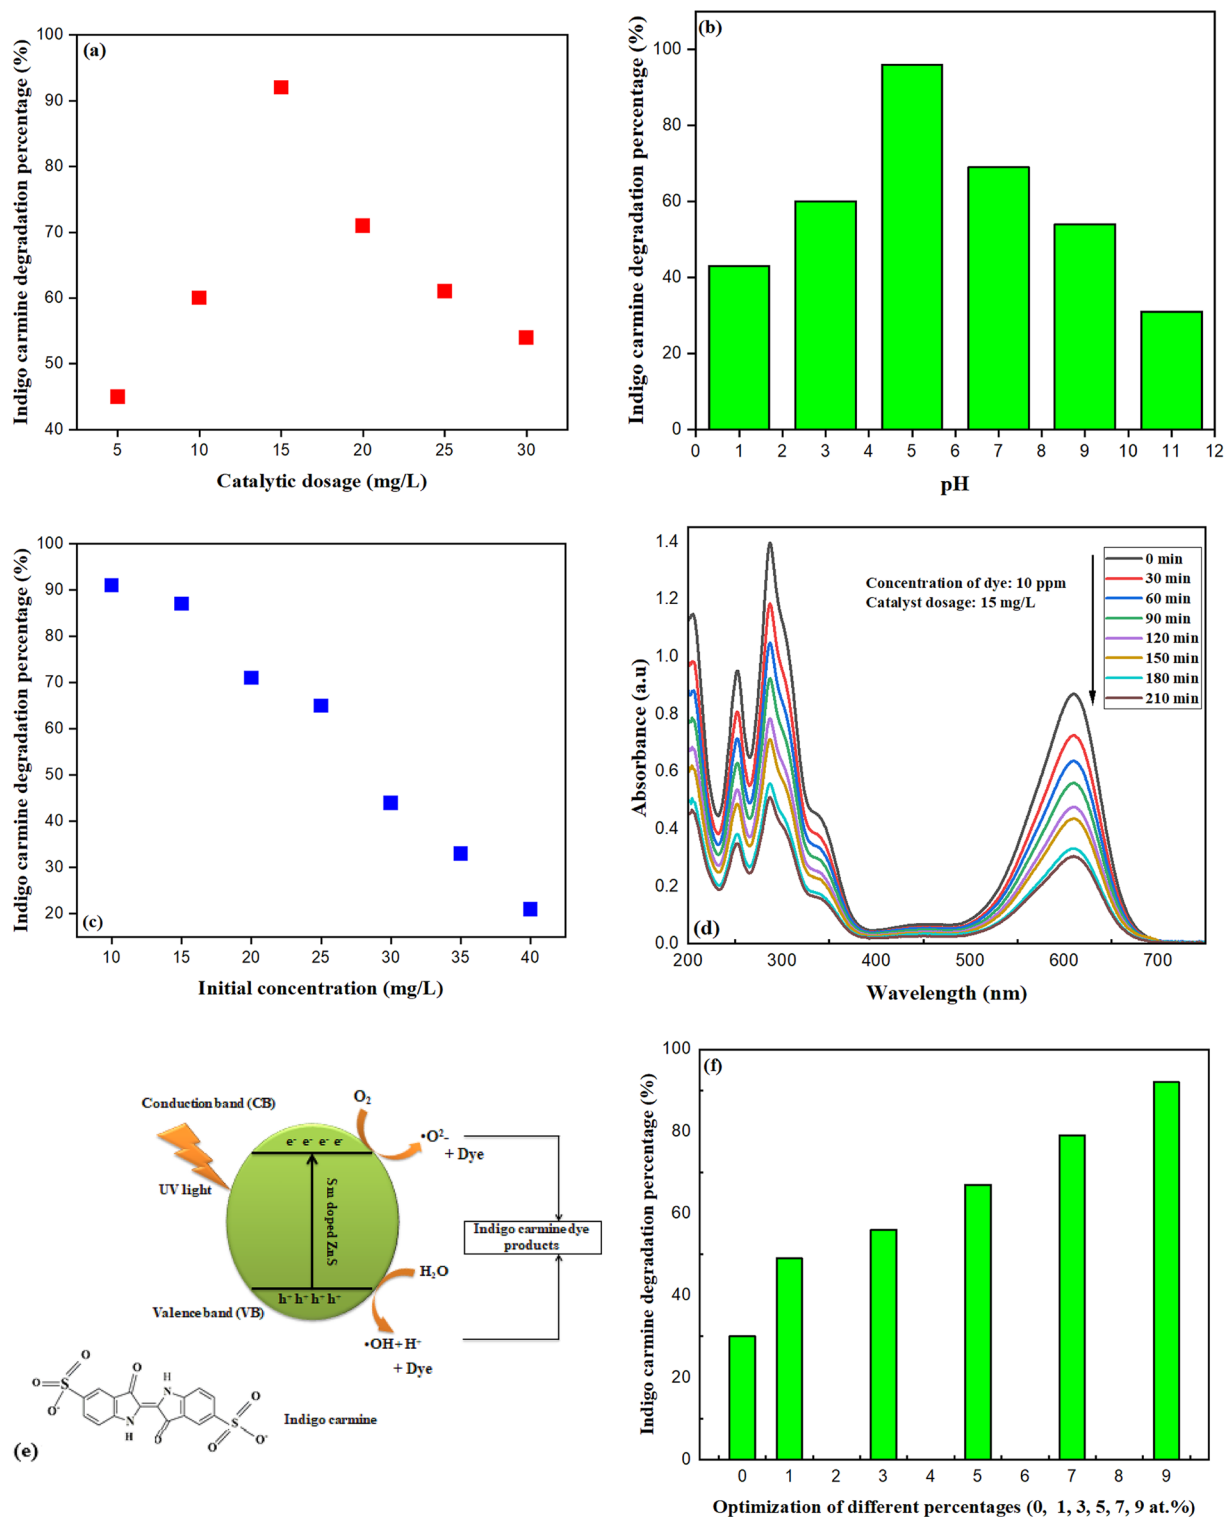 (a)
Indigo carmine degradation percentage (%)
100
90
80
70
60
50
40
5 10 15 20 25 30
Catalytic dosage (mg/L)
(b)
Indigo carmine degradation percentage (%)
100
80
60
40
20
0
0 1 2 3 4 5 6 7 8 9 10 11 12
pH
(c)
Indigo carmine degradation percentage (%)
100
90
80
70
60
50
40
30
20
10 15 20 25 30 35 40
Initial concentration (mg/L)
(d)
Absorbance (a.u)
1.4
1.2
1.0
0.8
0.6
0.4
0.2
0.0
200 300 400 500 600 700
Wavelength (nm)
Concentration of dye: 10 ppm
Catalyst dosage: 15 mg/L
0 min
30 min
60 min
90 min
120 min
150 min
180 min
210 min
Conduction band (CB)
UV light
O₂
e⁻ e⁻ e⁻ e⁻
•O²-
+ Dye
Sm doped ZnS
Indigo carmine dye
products
H₂O
h⁺ h⁺ h⁺ h⁺
Valence band (VB)
•OH + H⁺
+ Dye
O
O
S
O⁻
O
H
N
N
H
O
O
S
O
O⁻
Indigo carmine
(e)
(f)
Indigo carmine degradation percentage (%)
100
80
60
40
20
0
0 1 2 3 4 5 6 7 8 9
Optimization of different percentages (0, 1, 3, 5, 7, 9 at.%)